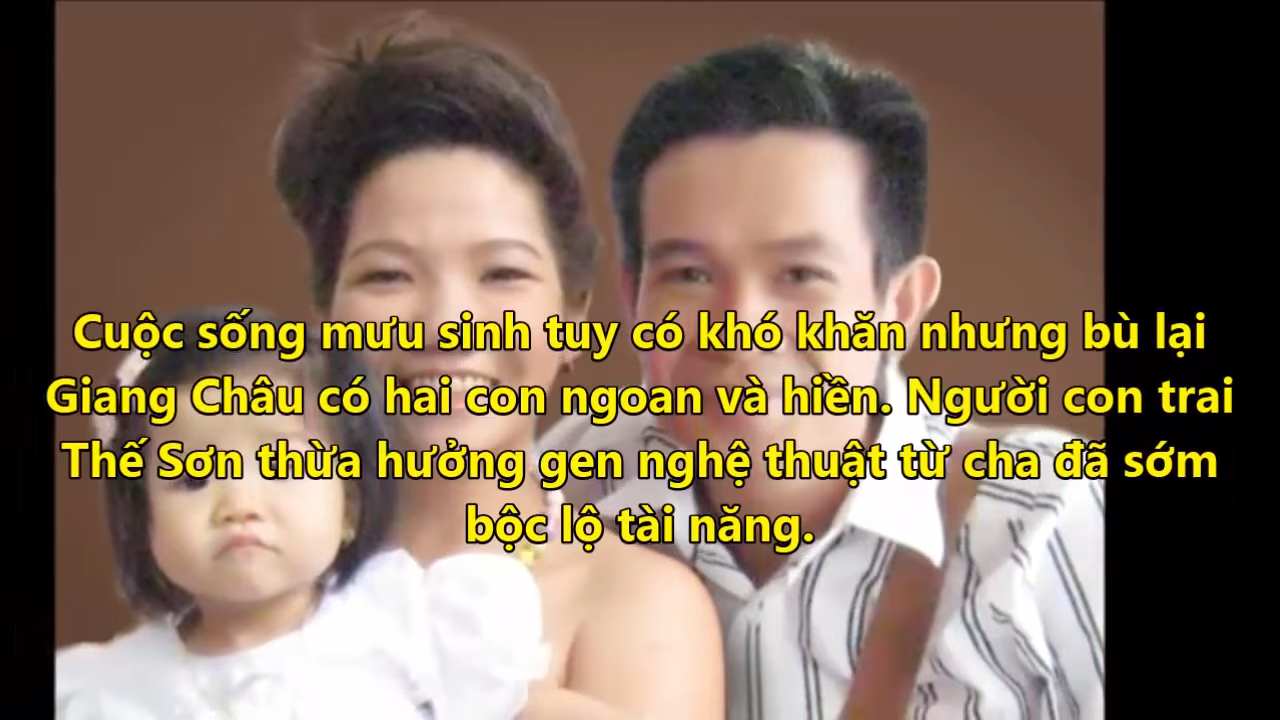 Cuộc sống mưu sinh tuy có khó khăn nhưng bù lại
Giang Châu có hai con ngoan và hiền. Người con trai
Thế Sơn thừa hưởng gen nghệ thuật từ cha đã sớm
bộc lộ tài năng.